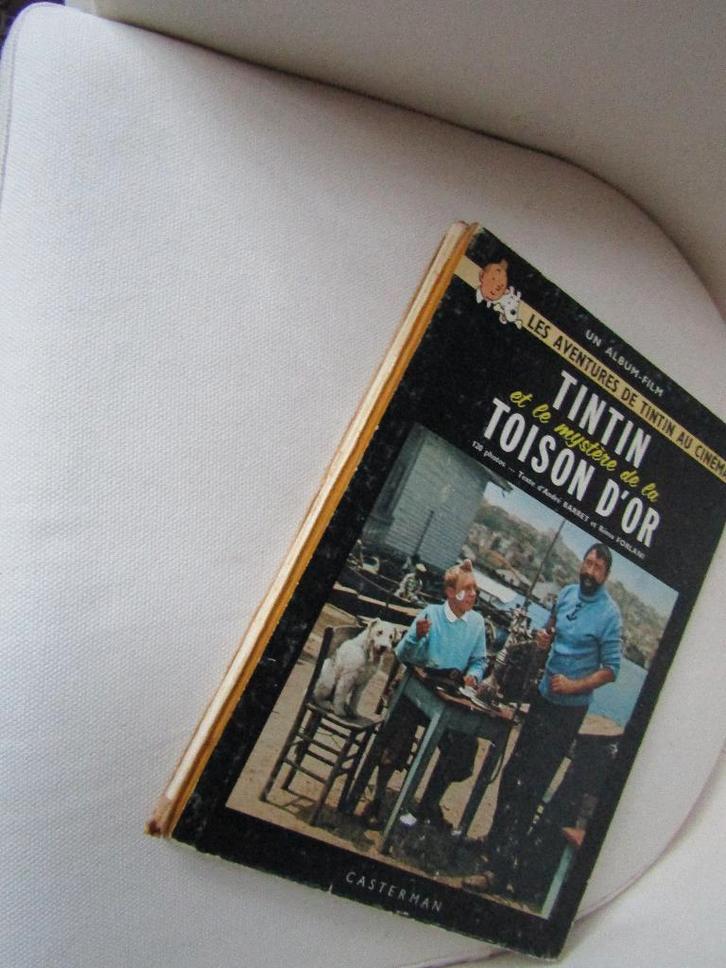 UN ALBUM-FILM
LES AVENTURES DE TINTIN AU CINÉMA
TINTIN
et le mystère de la
TOISON D'OR
120 photos — Texte d'André BARRET et Rémo FORLANI
CASTERMAN